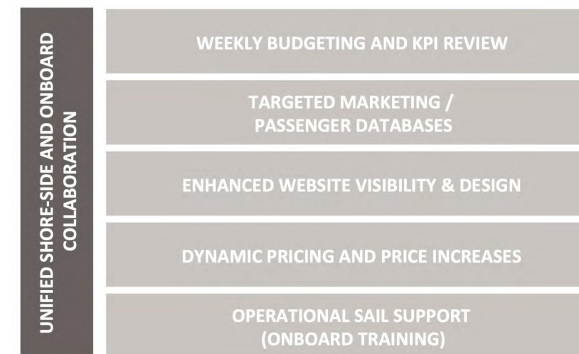 UNIFIED SHORE-SIDE AND ONBOARD
COLLABORATION
WEEKLY BUDGETING AND KPI REVIEW
TARGETED MARKETING /
PASSENGER DATABASES
ENHANCED WEBSITE VISIBILITY & DESIGN
DYNAMIC PRICING AND PRICE INCREASES
OPERATIONAL SAIL SUPPORT
(ONBOARD TRAINING)